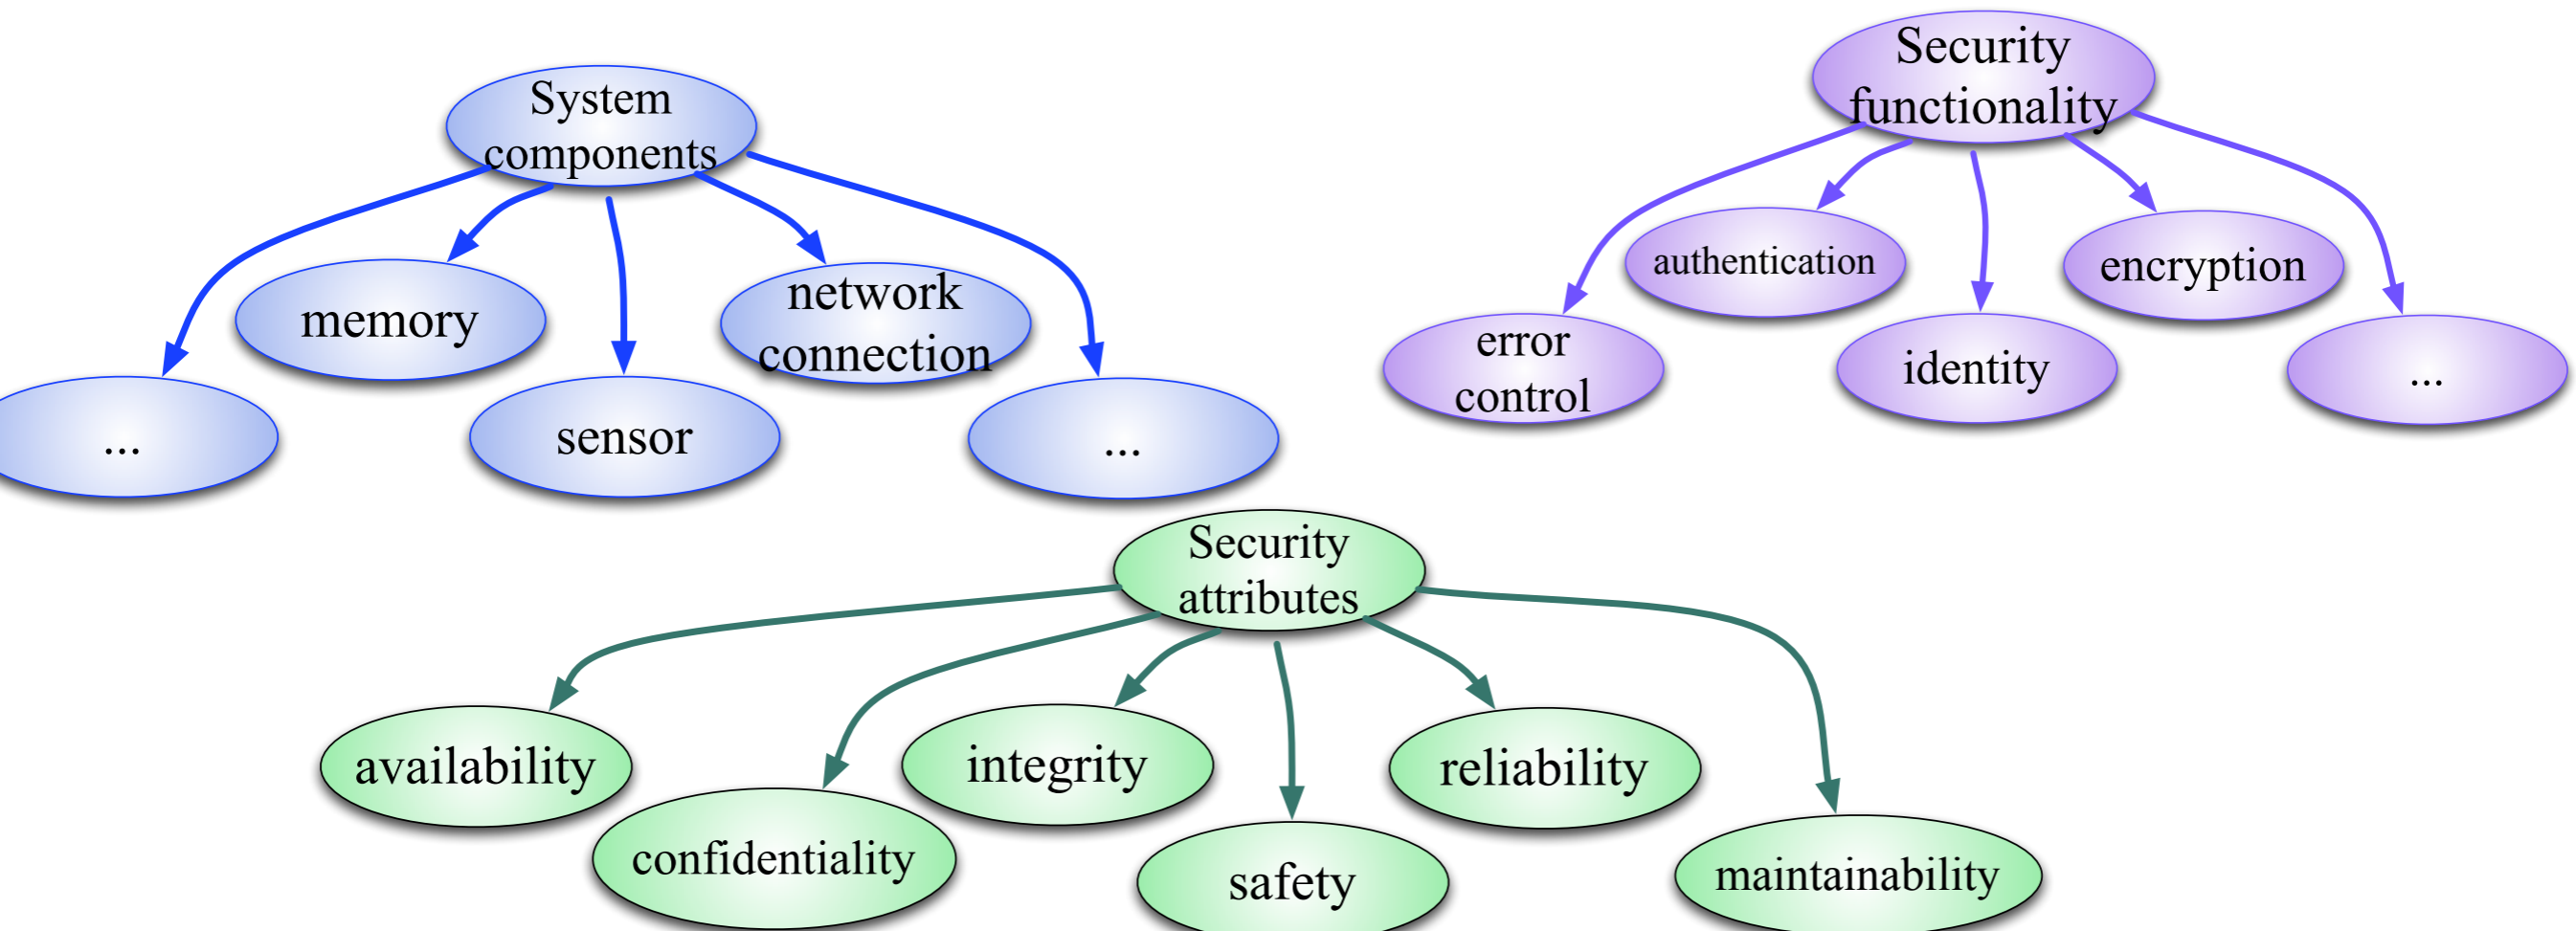 System
components
memory
network
connection
...
sensor
...
Security
functionality
authentication
encryption
error
control
identity
...
Security
attributes
availability
integrity
reliability
confidentiality
safety
maintainability